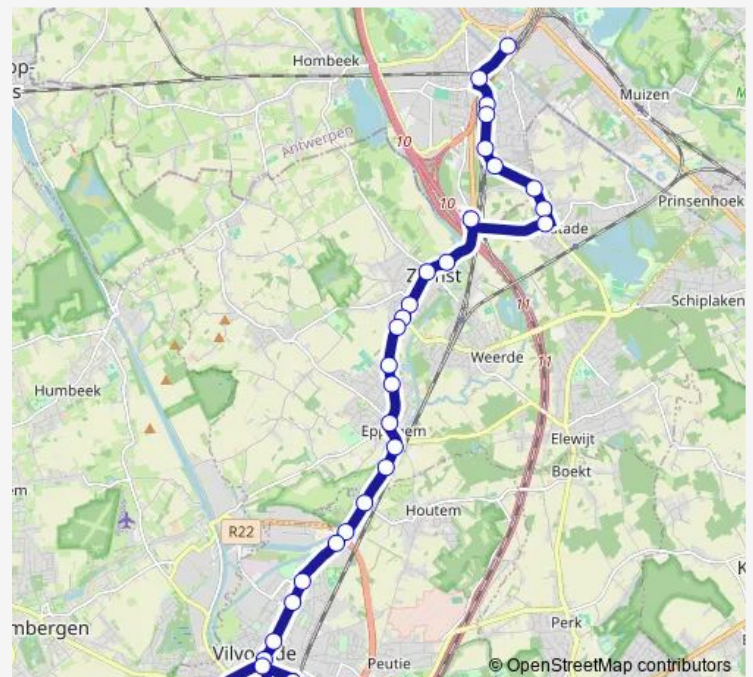 Hombeek
Muizen
Antwerpen
10
10
Prinsenhoek
11
Schiplaken
Weerde
11
Humbeek
Elewijt
Boekt
Houtem
R22
Perk
Peutie
© OpenStreetMap contributors